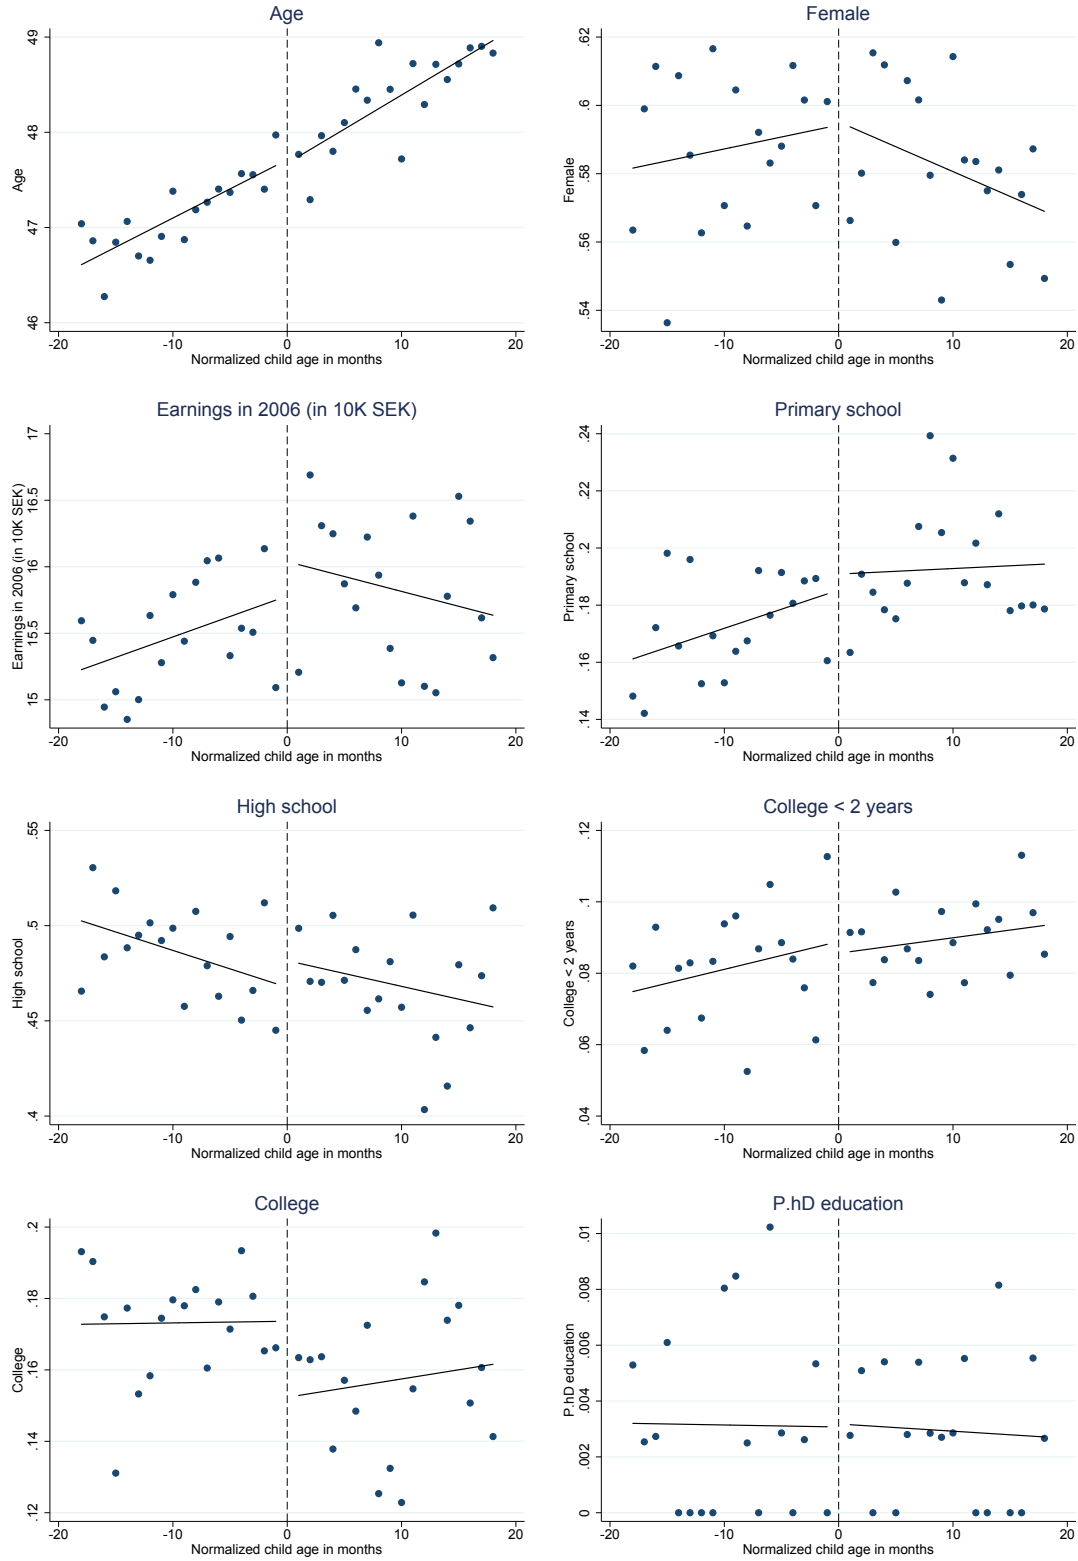 Age
49
48
47
46
Age
-20 -10 0 10 20
Normalized child age in months
Female
.62
.6
.58
.56
.54
Female
-20 -10 0 10 20
Normalized child age in months
Earnings in 2006 (in 10K SEK)
17
16.5
16
15.5
15
Earnings in 2006 (in 10K SEK)
-20 -10 0 10 20
Normalized child age in months
Primary school
.24
.22
.2
.18
.16
.14
Primary school
-20 -10 0 10 20
Normalized child age in months
High school
.55
.5
.45
.4
High school
-20 -10 0 10 20
Normalized child age in months
College < 2 years
.12
.1
.08
.06
.04
College < 2 years
-20 -10 0 10 20
Normalized child age in months
College
.2
.18
.16
.14
.12
College
-20 -10 0 10 20
Normalized child age in months
P.hD education
.01
.008
.006
.004
.002
0
P.hD education
-20 -10 0 10 20
Normalized child age in months